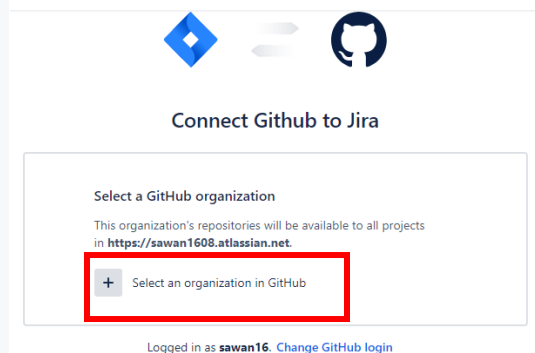 Connect Github to Jira
Select a GitHub organization
This organization's repositories will be available to all projects
in https://sawan1608.atlassian.net.
+ Select an organization in GitHub
Logged in as sawan16. Change GitHub login